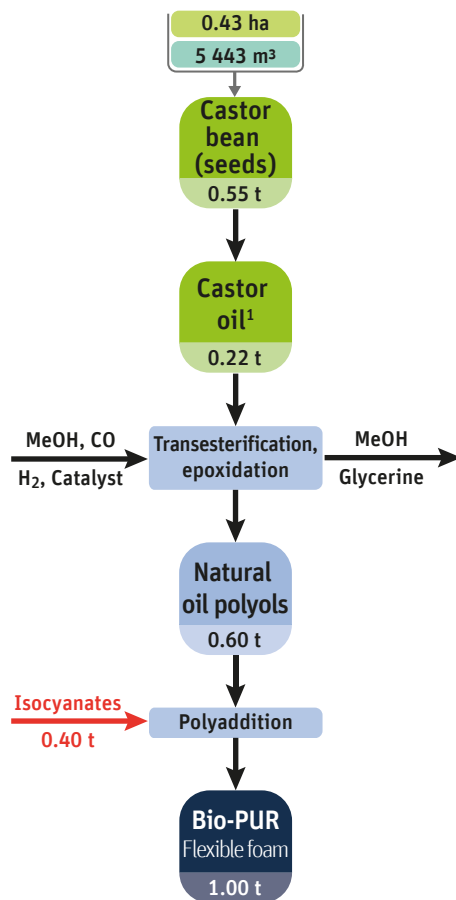 0.43 ha
5 443 m³
Castor
bean
(seeds)
0.55 t
Castor
oil¹
0.22 t
MeOH, CO
H₂, Catalyst
Transesterification,
epoxidation
MeOH
Glycerine
Natural
oil polyols
0.60 t
Isocyanates
0.40 t
Polyaddition
Bio-PUR
Flexible foam
1.00 t